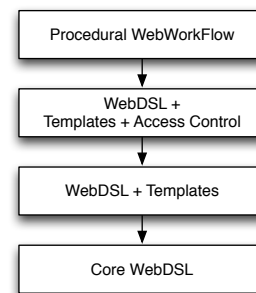 Procedural WebWorkFlow
WebDSL +
Templates + Access Control
WebDSL + Templates
Core WebDSL